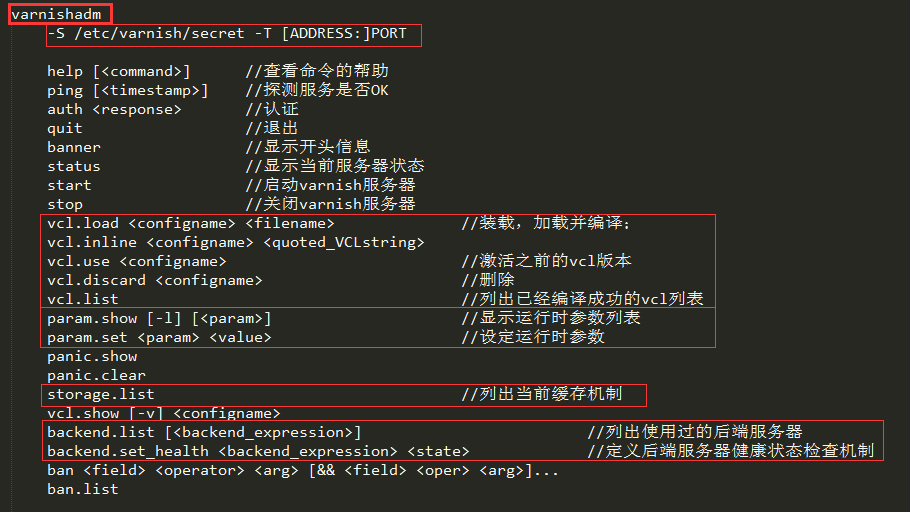 varnishadm
-S /etc/varnish/secret -T [ADDRESS:]PORT
help [<command>] //查看命令的帮助
ping [<timestamp>] //探测服务是否OK
auth <response> //认证
quit //退出
banner //显示开头信息
status //显示当前服务器状态
start //启动varnish服务器
stop //关闭varnish服务器
vcl.load <configname> <filename> //装载，加载并编译；
vcl.inline <configname> <quoted_VCLstring>
vcl.use <configname> //激活之前的vcl版本
vcl.discard <configname> //删除
vcl.list //列出已经编译成功的vcl列表
param.show [-l] [<param>] //显示运行时参数列表
param.set <param> <value> //设定运行时参数
panic.show
panic.clear
storage.list //列出当前缓存机制
vcl.show [-v] <configname>
backend.list [<backend_expression>] //列出使用过的后端服务器
backend.set_health <backend_expression> <state> //定义后端服务器健康状态检查机制
ban <field> <operator> <arg> [&& <field> <oper> <arg>]...
ban.list